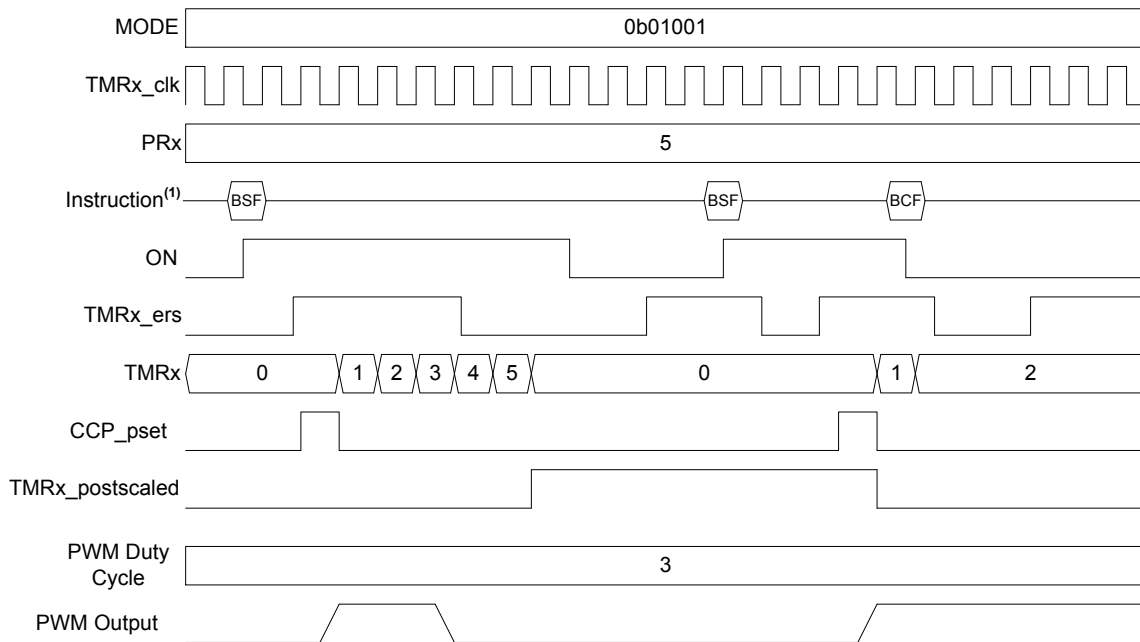 MODE 0b01001
TMRx_clk
PRx 5
Instruction(1) BSF BSF BCF
ON
TMRx_ers
TMRx 0 1 2 3 4 5 0 1 2
CCP_pset
TMRx_postscaled
PWM Duty
Cycle 3
PWM Output